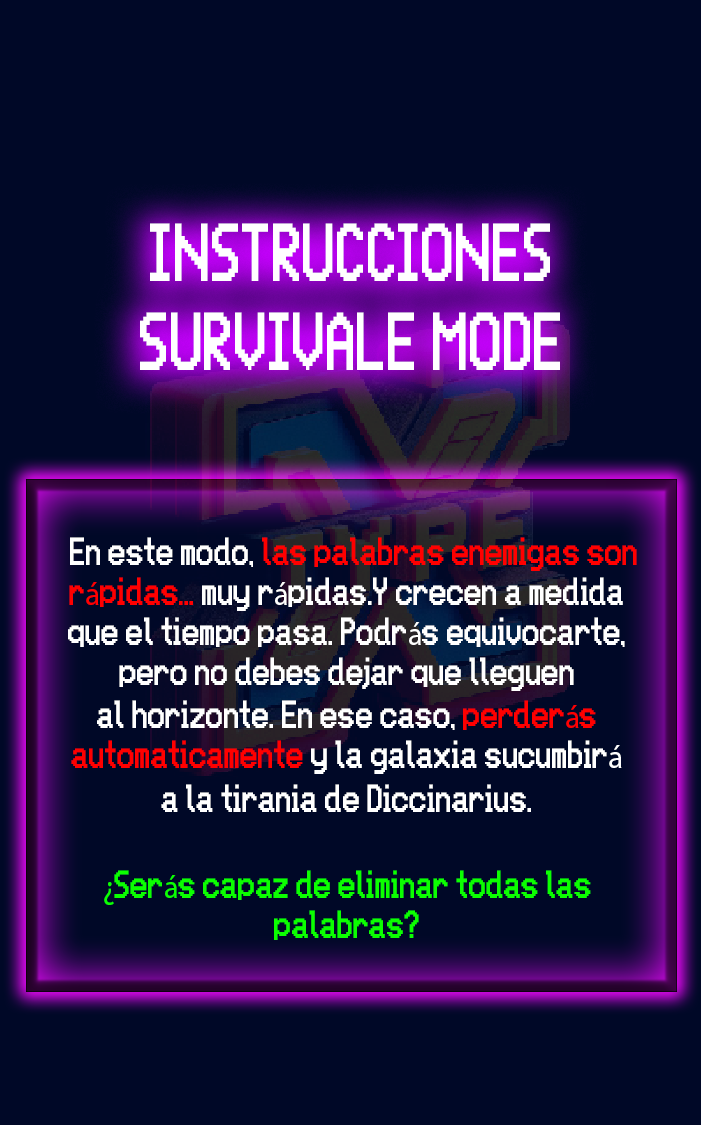 INSTRUCCIONES
SURVIVALE MODE
TYPE
En este modo, las palabras enemigas son
rápidas... muy rápidas.Y crecen a medida
que el tiempo pasa. Podrás equivocarte,
pero no debes dejar que lleguen
al horizonte. En ese caso, perderás
automaticamente y la galaxia sucumbirá
a la tirania de Diccinarius.
¿Serás capaz de eliminar todas las
palabras?